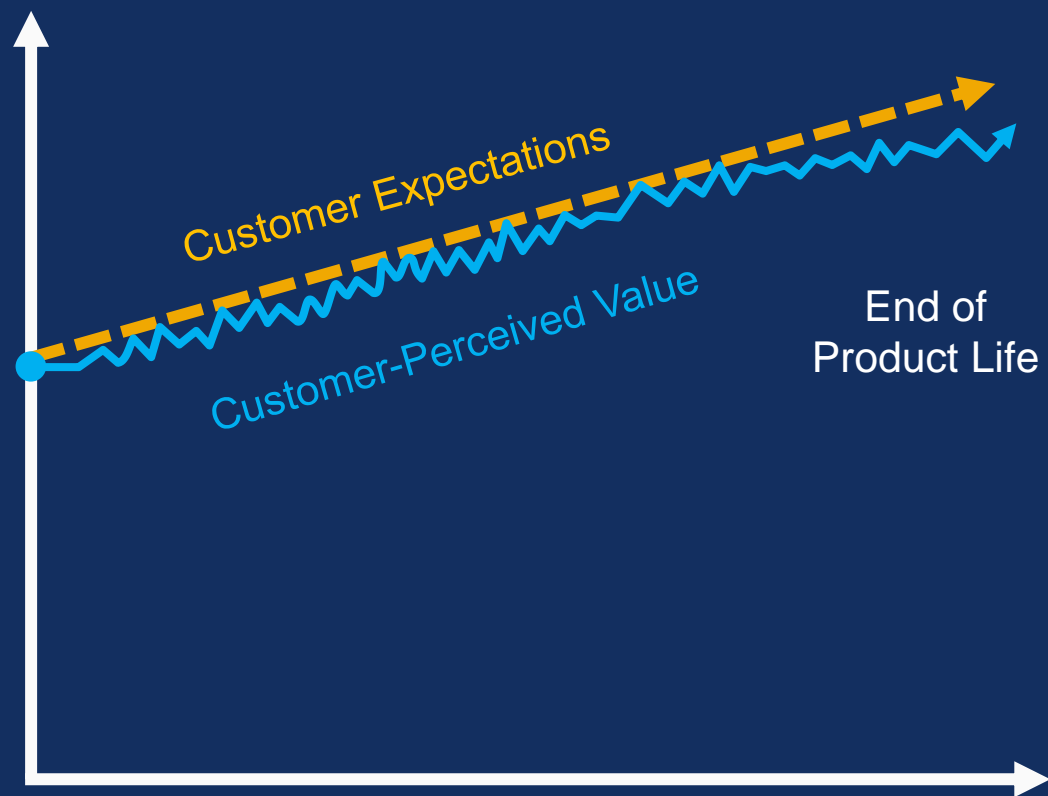 Customer Expectations
Customer-Perceived Value
End of
Product Life